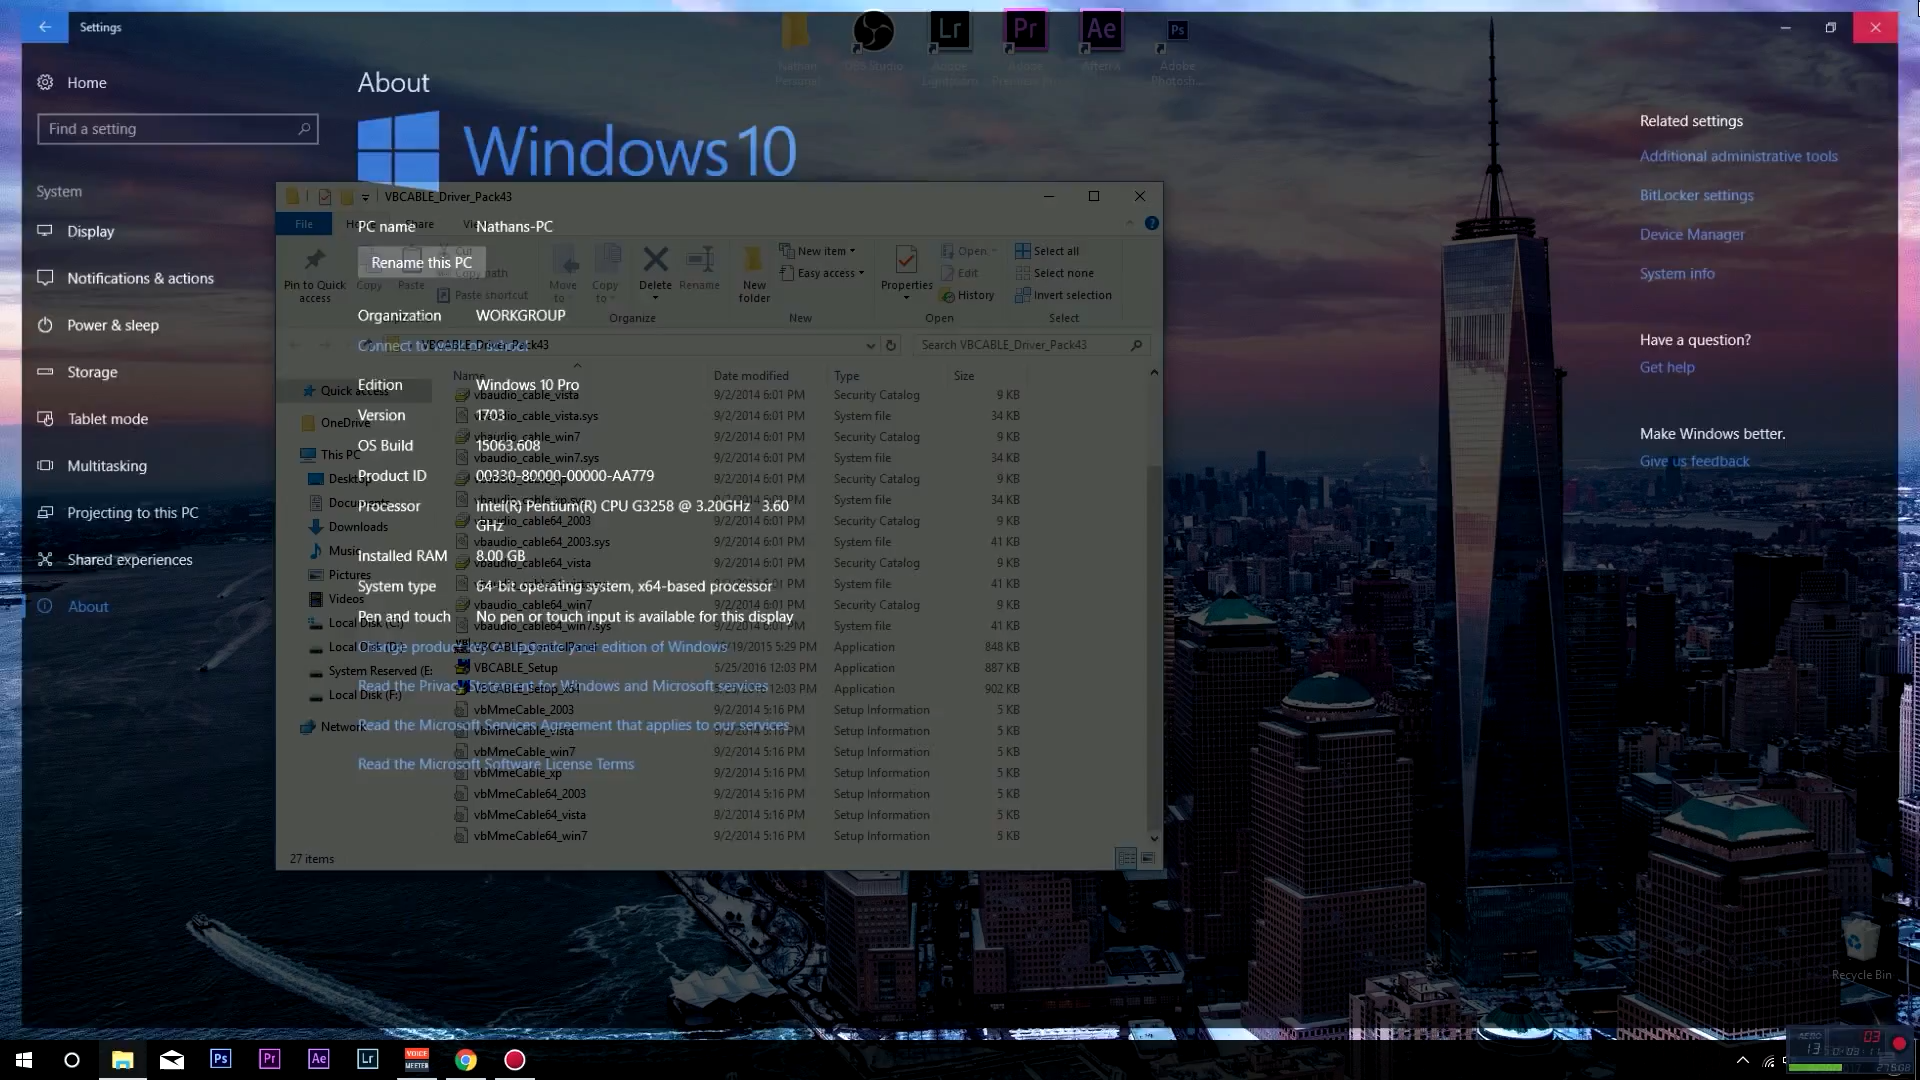 Settings
Home
Find a setting
System
Display
Notifications & actions
Power & sleep
Storage
Tablet mode
Multitasking
Projecting to this PC
Shared experiences
About
About
Windows 10
PC name Nathans-PC
Rename this PC
Organization WORKGROUP
Edition Windows 10 Pro
Version 1703
OS Build 15063.608
Product ID 00330-80000-00000-AA779
Processor Intel(R) Pentium(R) CPU G3258 @ 3.20GHz 3.60
GHz
Installed RAM 8.00 GB
System type 64-bit operating system, x64-based processor
Pen and touch No pen or touch input is available for this display
Change product key or upgrade your edition of Windows
Read the Privacy Statement for Windows and Microsoft services
Read the Microsoft Services Agreement that applies to our services
Read the Microsoft Software License Terms
Related settings
Additional administrative tools
BitLocker settings
Device Manager
System info
Have a question?
Get help
Make Windows better.
Give us feedback
Nathan
Personal
OBS Studio
Lr
Adobe
Lightroom
Pr
Adobe
Ae
Ps
Adobe
Photosh...
VBCABLE_Driver_Pack43
File
Share
Pin to Quick
access
Copy
Paste
Cut
Paste shortcut
Move
to
Copy
to
Delete
Rename
Organize
New
folder
New item
Easy access
New
Properties
Open
Edit
History
Open
Select all
Select none
Invert selection
Select
VBCABLE_Driver_Pack43
Search VBCABLE_Driver_Pack43
Quick access
OneDrive
This PC
Desktop
Documents
Downloads
Music
Pictures
Videos
Local Disk (C:)
Local Disk (D:)
System Reserved (E:
Local Disk (F:)
Network
Name Date modified Type Size
vbaudio_cable_vista 9/2/2014 6:01 PM Security Catalog 9 KB
vbaudio_cable_vista.sys 9/2/2014 6:01 PM System file 34 KB
vbaudio_cable_win7 9/2/2014 6:01 PM Security Catalog 9 KB
vbaudio_cable_win7.sys 9/2/2014 6:01 PM System file 34 KB
9/2/2014 6:01 PM Security Catalog 9 KB
vbaudio_cable_xp.sys 9/2/2014 6:01 PM System file 34 KB
vbaudio_cable64_2003 9/2/2014 6:01 PM Security Catalog 9 KB
vbaudio_cable64_2003.sys 9/2/2014 6:01 PM System file 41 KB
vbaudio_cable64_vista 9/2/2014 6:01 PM Security Catalog 9 KB
System file 41 KB
vbaudio_cable64_win7 9/2/2014 6:01 PM Security Catalog 9 KB
vbaudio_cable64_win7.sys 9/2/2014 6:01 PM System file 41 KB
VBCABLE_ControlPanel 5:29 PM Application 848 KB
VBCABLE_Setup 5/25/2016 12:03 PM Application 887 KB
VBCABLE_Setup_x64 12:03 PM Application 902 KB
vbMmeCable_2003 9/2/2014 5:16 PM Setup Information 5 KB
vbMmeCable_vista 9/2/2014 5:16 PM Setup Information 5 KB
vbMmeCable_win7 9/2/2014 5:16 PM Setup Information 5 KB
vbMmeCable_xp 9/2/2014 5:16 PM Setup Information 5 KB
vbMmeCable64_2003 9/2/2014 5:16 PM Setup Information 5 KB
vbMmeCable64_vista 9/2/2014 5:16 PM Setup Information 5 KB
vbMmeCable64_win7 9/2/2014 5:16 PM Setup Information 5 KB
27 items
Recycle Bin
Ps
Pr
Ae
Lr
VOICE
MEETER
AERO
03
13